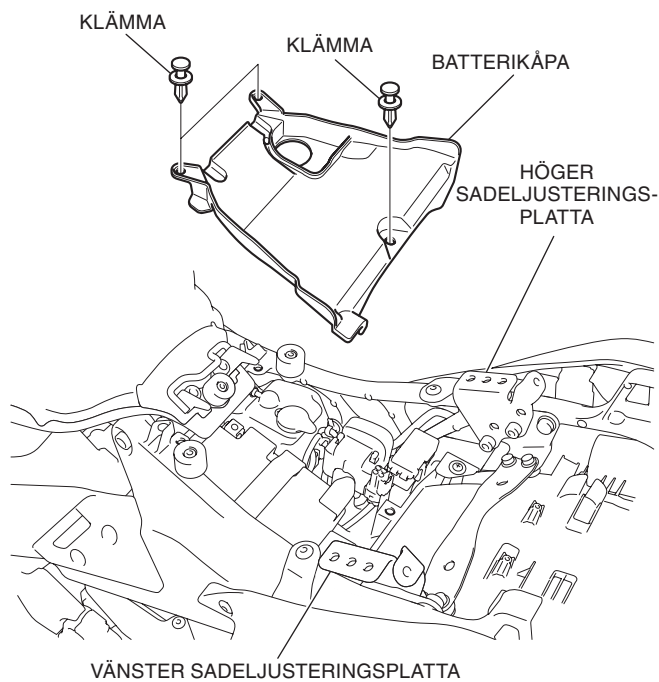 KLÄMMA
KLÄMMA
BATTERIKÅPA
HÖGER
SADELJUSTERINGS-
PLATTA
VÄNSTER SADELJUSTERINGSPLATTA